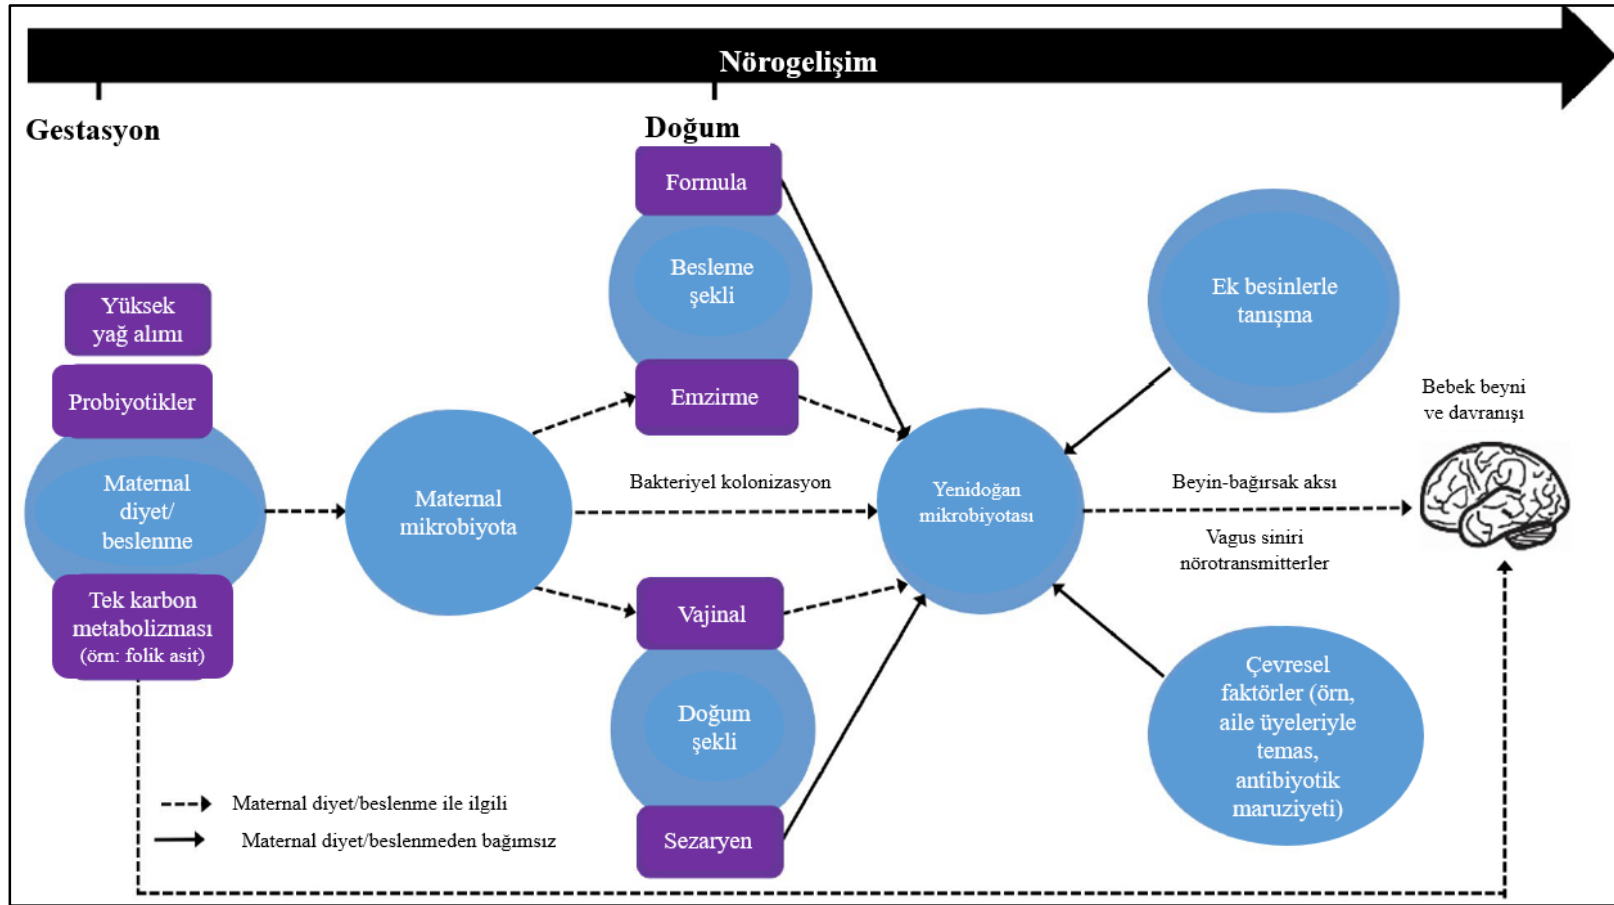 Nörogelişim
Gestasyon
Doğum
Formula
Besleme
şekli
Emzirme
Yüksek
yağ alımı
Probiyotikler
Maternal
diyet/
beslenme
Tek karbon
metabolizması
(örn: folik asit)
Maternal
mikrobiyota
Bakteriyel kolonizasyon
Vajinal
Doğum
şekli
Sezaryen
Yenidoğan
mikrobiyotası
Ek besinlerle
tanışma
Beyin-bağırsak aksı
Vagus siniri
nörotransmitterler
Bebek beyni
ve davranışı
Çevresel
faktörler (örn,
aile üyeleriyle
temas,
antibiyotik
maruziyeti)
Maternal diyet/beslenme ile ilgili
Maternal diyet/beslenmeden bağımsız